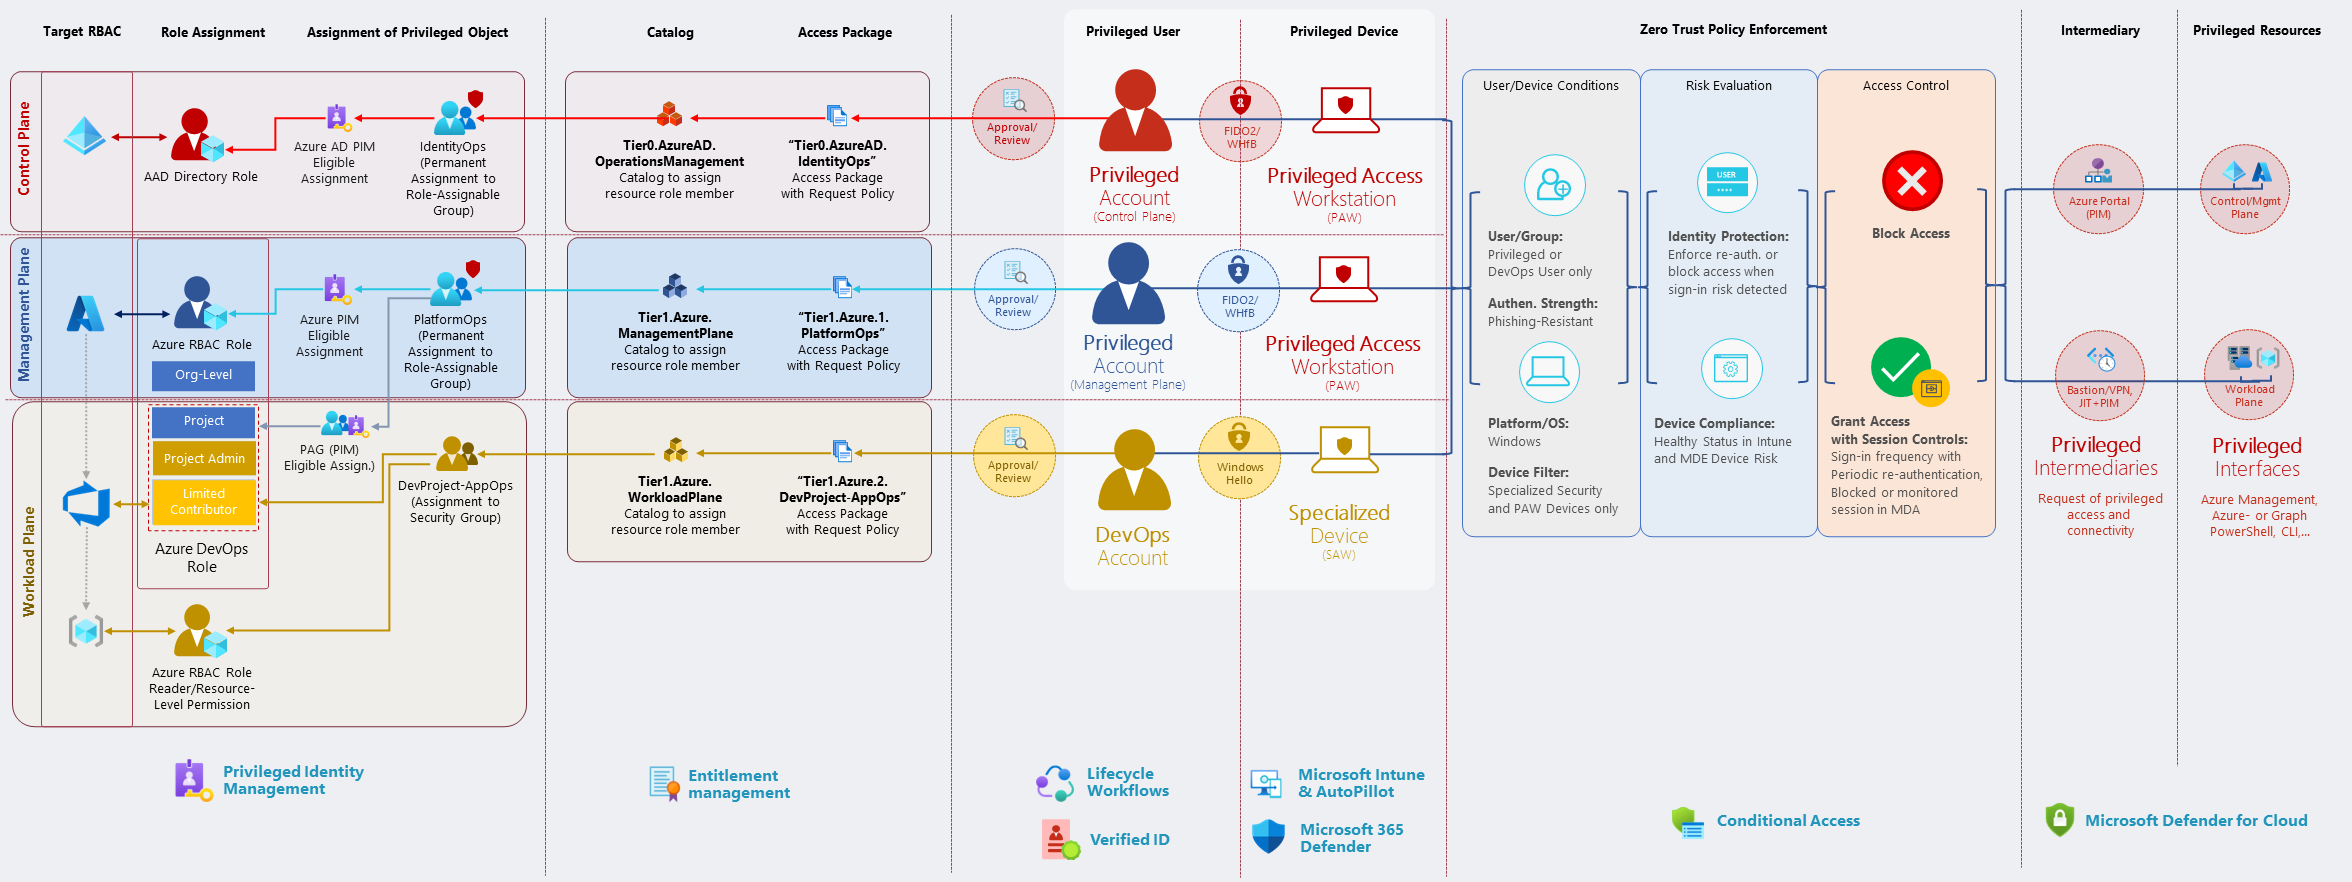 Target RBAC
Role Assignment
Assignment of Privileged Object
Catalog
Access Package
Privileged User
Privileged Device
Zero Trust Policy Enforcement
Intermediary
Privileged Resources
Control Plane
AAD Directory Role
Azure AD PIM
Eligible
Assignment
IdentityOps
(Permanent
Assignment to
Role-Assignable
Group)
Tier0.AzureAD.
OperationsManagement
Catalog to assign
resource role member
“Tier0.AzureAD.
IdentityOps”
Access Package
with Request Policy
Approval/
Review
Privileged
Account
(Control Plane)
FIDO2/
WHfB
Privileged Access
Workstation
(PAW)
Management Plane
Azure RBAC Role
Org-Level
Azure PIM
Eligible
Assignment
PlatformOps
(Permanent
Assignment to
Role-Assignable
Group)
Tier1.Azure.
ManagementPlane
Catalog to assign
resource role member
“Tier1.Azure.1.
PlatformOps”
Access Package
with Request Policy
Approval/
Review
Privileged
Account
(Management Plane)
FIDO2/
WHfB
Privileged Access
Workstation
(PAW)
Workload Plane
Project
Project Admin
Limited
Contributor
Azure DevOps
Role
PAG (PIM)
Eligible Assign.)
DevProject-AppOps
(Assignment to
Security Group)
Azure RBAC Role
Reader/Resource-
Level Permission
Tier1.Azure.
WorkloadPlane
Catalog to assign
resource role member
“Tier1.Azure.2.
DevProject-AppOps”
Access Package
with Request Policy
Approval/
Review
DevOps
Account
Windows
Hello
Specialized
Device
(SAW)
User/Device Conditions
User/Group:
Privileged or
DevOps User only
Authen. Strength:
Phishing-Resistant
Platform/OS:
Windows
Device Filter:
Specialized Security
and PAW Devices only
Risk Evaluation
USER
Identity Protection:
Enforce re-auth. or
block access when
sign-in risk detected
Device Compliance:
Healthy Status in Intune
and MDE Device Risk
Access Control
Block Access
Grant Access
with Session Controls:
Sign-in frequency with
Periodic re-authentication,
Blocked or monitored
session in MDA
Azure Portal
(PIM)
Bastion/VPN,
JIT+PIM
Privileged
Intermediaries
Request of privileged
access and
connectivity
Control/Mgmt
Plane
Workload
Plane
Privileged
Interfaces
Azure Management,
Azure- or Graph
PowerShell, CLI,...
Privileged Identity
Management
Entitlement
management
Lifecycle
Workflows
Verified ID
Microsoft Intune
& AutoPillot
Microsoft 365
Defender
Conditional Access
Microsoft Defender for Cloud